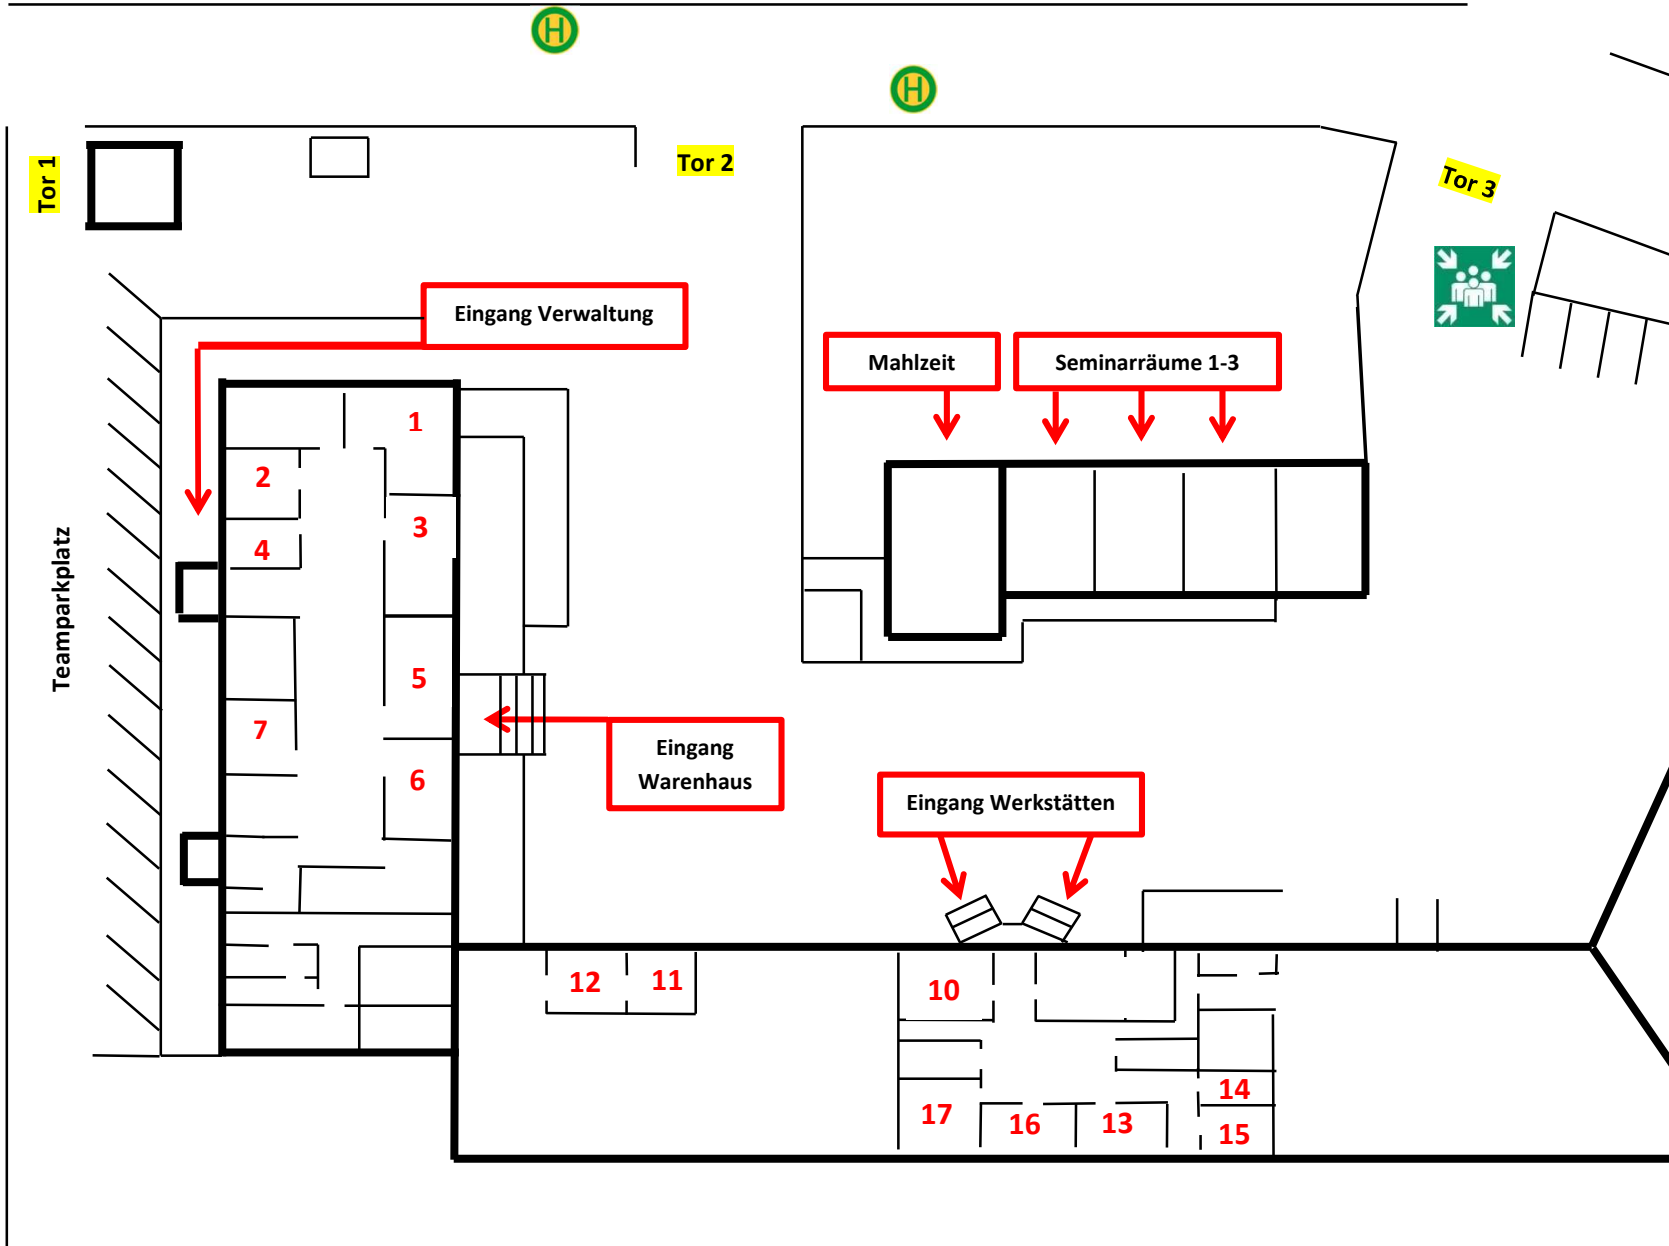 H
H
Tor 1
Tor 2
Tor 3
Eingang Verwaltung
Mahlzeit
Seminarräume 1-3
1
2
3
4
Teamparkplatz
5
7
6
Eingang
Warenhaus
Eingang Werkstätten
12
11
10
14
17
16
13
15